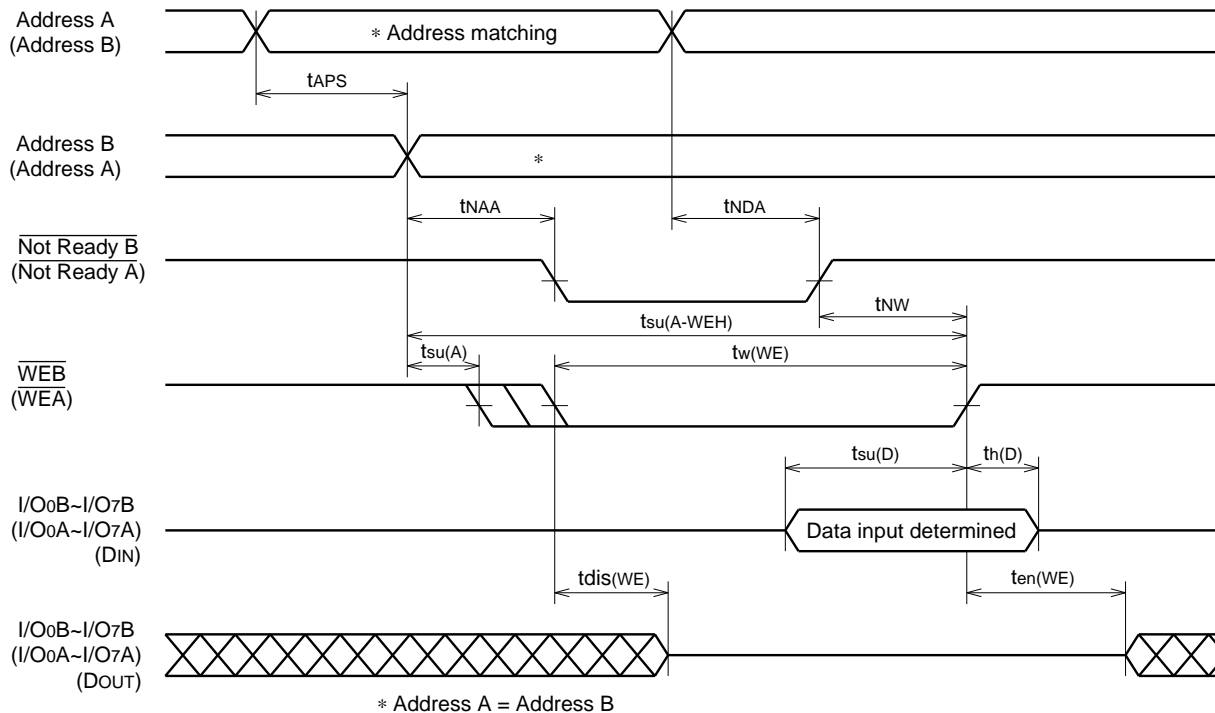 Address A
(Address B)
* Address matching
tAPS
Address B
(Address A)
*
tNAA
tNDA
Not Ready B
(Not Ready A)
tNW
tsu(A-WEH)
tsu(A)
tw(WE)
WEB
(WEA)
tsu(D)
th(D)
I/O0B~I/O7B
(I/O0A~I/O7A)
(DIN)
Data input determined
tdis(WE)
ten(WE)
I/O0B~I/O7B
(I/O0A~I/O7A)
(DOUT)
* Address A = Address B